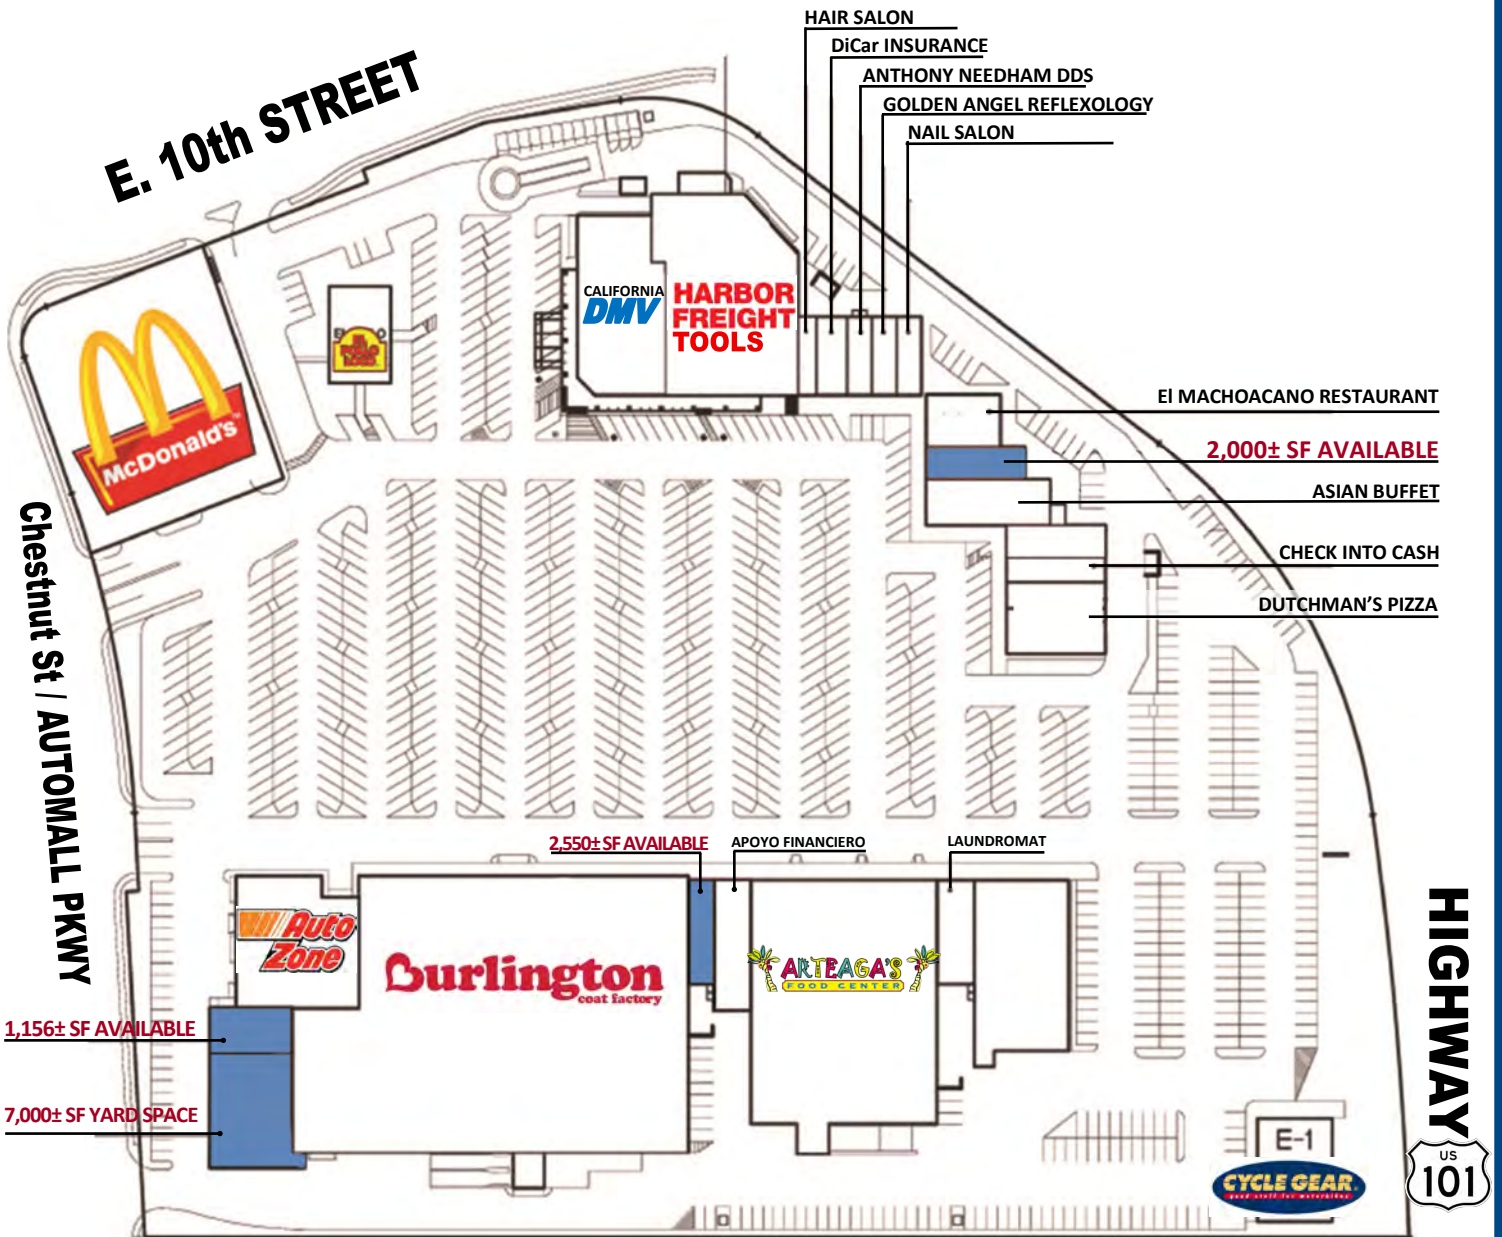 HAIR SALON
DiCar INSURANCE
ANTHONY NEEDHAM DDS
GOLDEN ANGEL REFLEXOLOGY
NAIL SALON
E. 10th STREET
CALIFORNIA
DMV
HARBOR
FREIGHT
TOOLS
EL
POLLO
LOCO
McDonald's
El MACHOACANO RESTAURANT
2,000± SF AVAILABLE
ASIAN BUFFET
CHECK INTO CASH
DUTCHMAN'S PIZZA
Chestnut St / AUTOMALL PKWY
2,550± SF AVAILABLE
APOYO FINANCIERO
LAUNDROMAT
Auto
Zone
Burlington
coat factory
ARTEAGA'S
FOOD CENTER
1,156± SF AVAILABLE
7,000± SF YARD SPACE
HIGHWAY
US
101
E-1
CYCLE GEAR